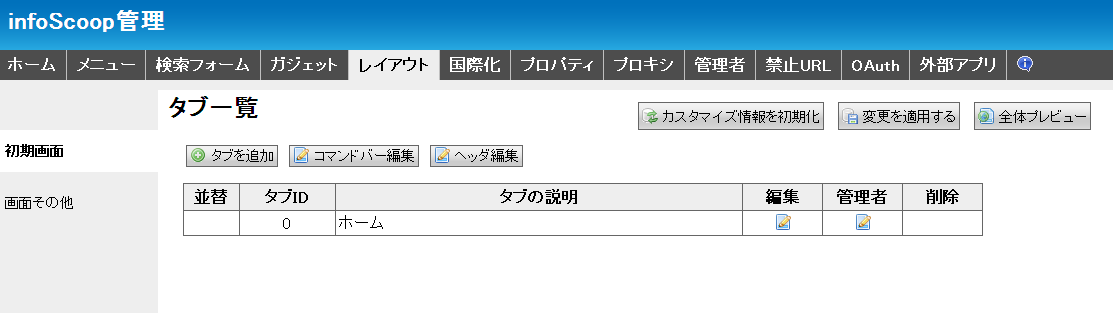 infoScoop管理
ホーム メニュー 検索フォーム ガジェット レイアウト 国際化 プロパティ プロキシ 管理者 禁止URL OAuth 外部アプリ
タブ一覧
カスタマイズ情報を初期化 変更を適用する 全体プレビュー
初期画面
画面その他
タブを追加 コマンドバー編集 ヘッダ編集
並替 タブID タブの説明 編集 管理者 削除
0 ホーム